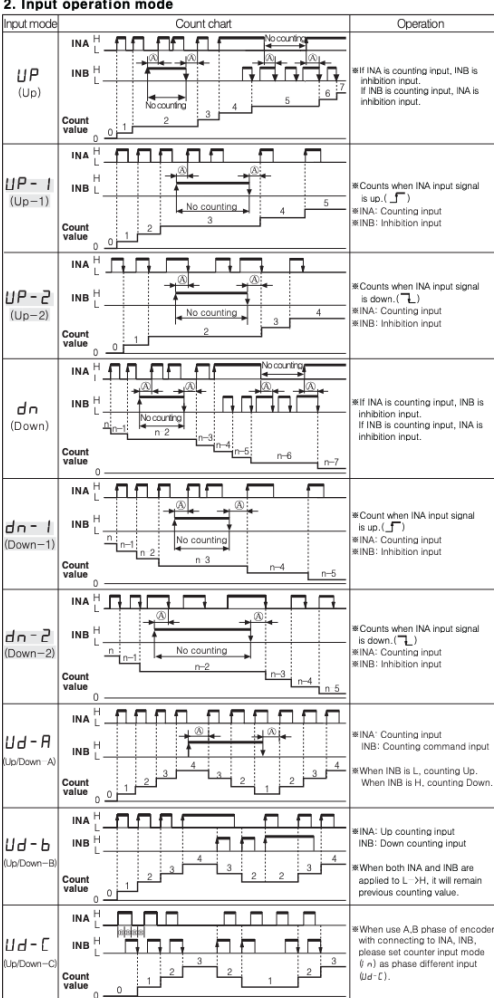 2. Input operation mode
Input mode Count chart Operation
UP
(Up)
INA H
L
No counting
INB H
L
Ⓐ Ⓐ Ⓐ Ⓐ
No counting
Count
value
0
0 1 2 3 4 5 6 7
※If INA is counting input, INB is
inhibition input.
If INB is counting input, INA is
inhibition input.
UP-1
(Up-1)
INA H
L
INB H
L
Ⓐ Ⓐ
No counting
Count
value
0
0 1 2 3 4 5
※Counts when INA input signal
is up.( )
※INA: Counting input
※INB: Inhibition input
UP-2
(Up-2)
INA H
L
INB H
L
Ⓐ Ⓐ
No counting
Count
value
0
0 1 2 3 4
※Counts when INA input signal
is down.( )
※INA: Counting input
※INB: Inhibition input
dn
(Down)
INA H
L
No counting
INB H
L
Ⓐ Ⓐ Ⓐ Ⓐ
No counting
Count
value
0
n n-1 n 2 n-3 n-4 n-5 n-6 n-7
※If INA is counting input, INB is
inhibition input.
If INB is counting input, INA is
inhibition input.
dn-1
(Down-1)
INA H
L
INB H
L
Ⓐ Ⓐ
No counting
Count
value
0
n n-1 n 2 n 3 n-4 n-5
※Count when INA input signal
is up.( )
※INA: Counting input
※INB: Inhibition input
dn-2
(Down-2)
INA H
L
INB H
L
Ⓐ Ⓐ
No counting
Count
value
0
n n-1 n-2 n-3 n-4 n 5
※Counts when INA input signal
is down.( )
※INA: Counting input
※INB: Inhibition input
Ud-A
(Up/Down A)
INA H
L
INB H
L
Ⓐ Ⓐ
Count
value
0
0 1 2 3 4 3 2 1 2 3 4
※INA: Counting input
INB: Counting command input
※When INB is L, counting Up.
When INB is H, counting Down.
Ud-b
(Up/Down-B)
INA H
L
INB H
L
Count
value
0
0 1 2 3 4 3 2 2 3 4
※INA: Up counting input
INB: Down counting input
※When both INA and INB are
applied to L→H, it will remain
previous counting value.
Ud-C
(Up/Down-C)
INA H
L
INB H
L
Count
value
0
0 1 2 3 2 1 2 3
※When use A,B phase of encoder
with connecting to INA, INB,
please set counter input mode
(In) as phase different input
(Ud-C).